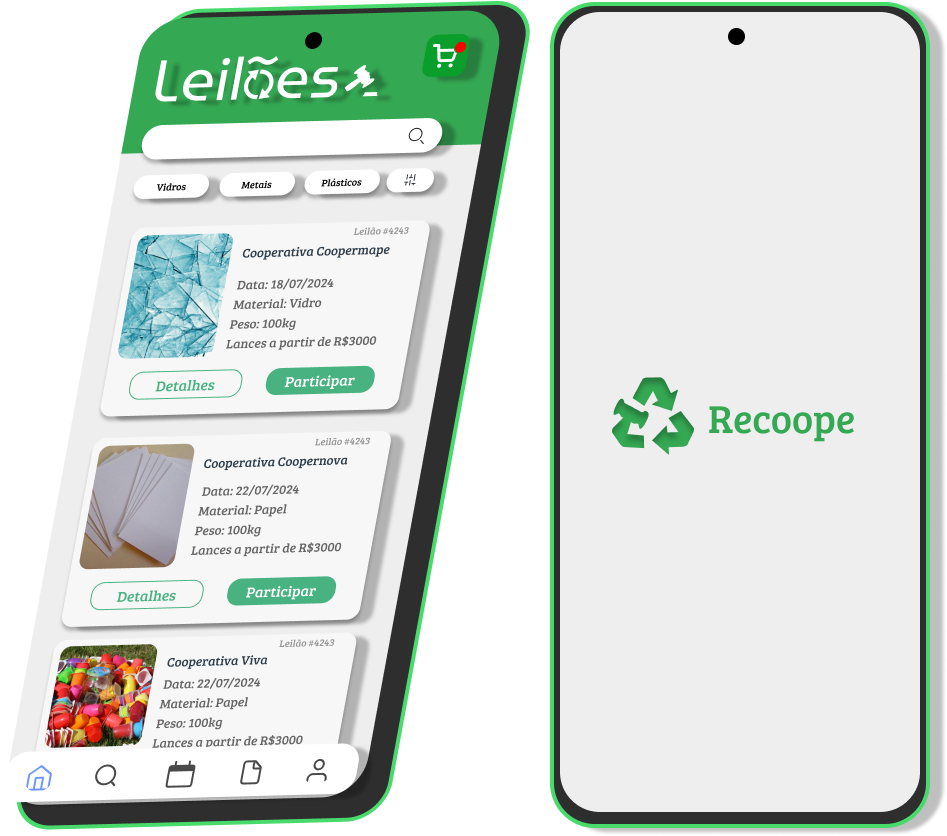 Leilões
Vidros
Metais
Plásticos
Leilão #4243
Cooperativa Coopermape
Data: 18/07/2024
Material: Vidro
Peso: 100kg
Lances a partir de R$3000
Detalhes
Participar
Leilão #4243
Cooperativa Coopernova
Data: 22/07/2024
Material: Papel
Peso: 100kg
Lances a partir de R$3000
Detalhes
Participar
Leilão #4243
Cooperativa Viva
Data: 22/07/2024
Material: Papel
Peso: 100kg
Lances a partir de R$3000
Recoope